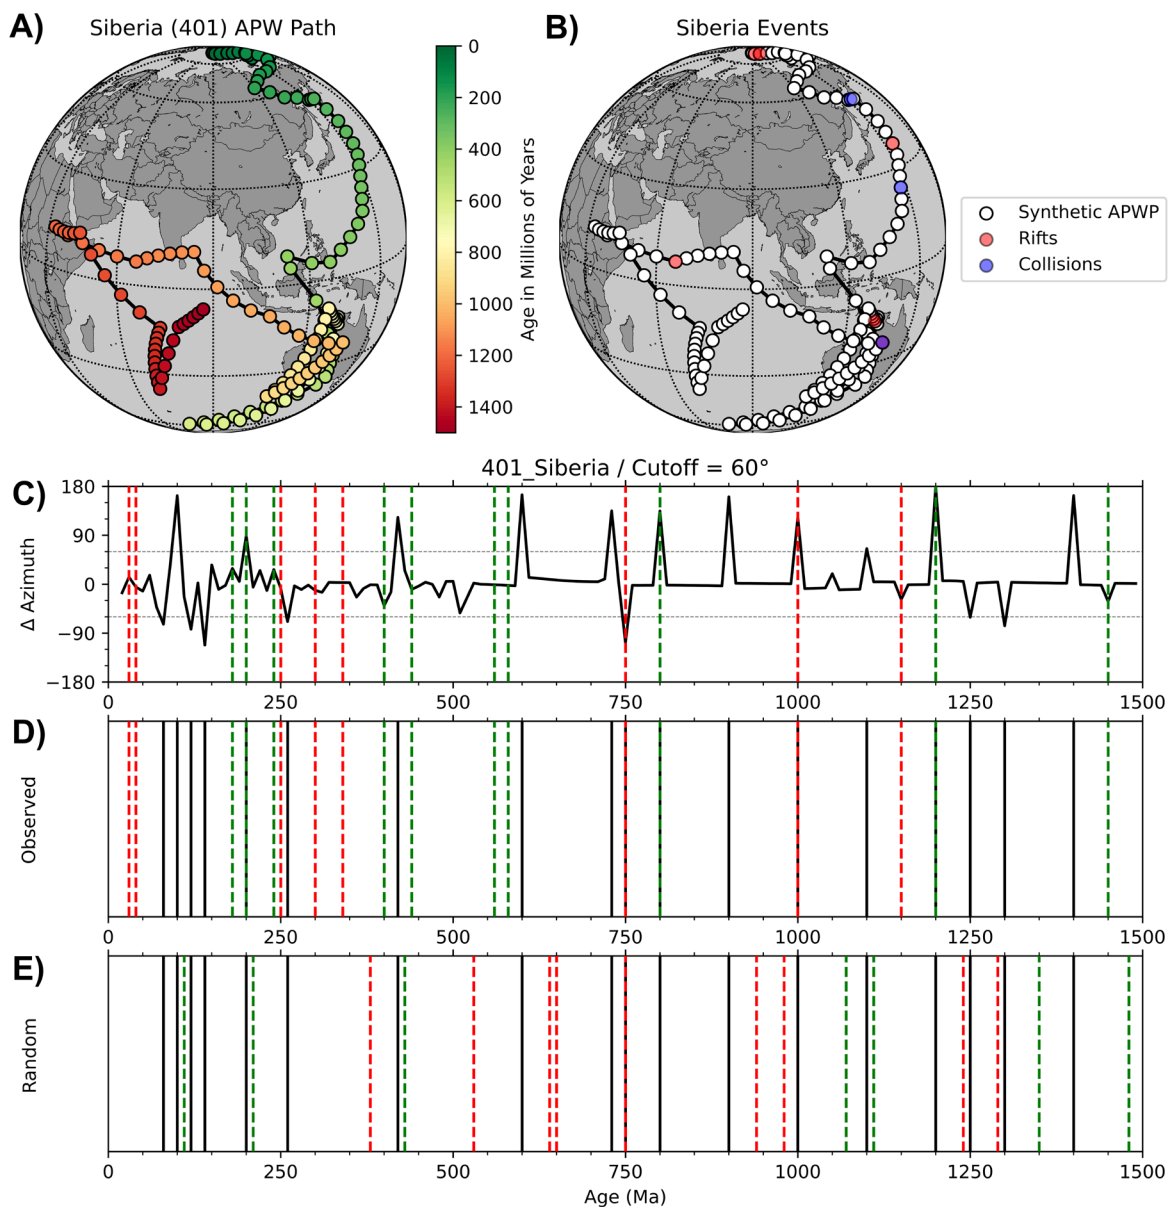 A)
Siberia (401) APW Path
0
200
400
600
800
1000
1200
1400
Age in Millions of Years
B)
Siberia Events
Synthetic APWP
Rifts
Collisions
401_Siberia / Cutoff = 60°
C)
180
90
0
−90
−180
Δ Azimuth
0 250 500 750 1000 1250 1500
D)
Observed
0 250 500 750 1000 1250 1500
E)
Random
0 250 500 750 1000 1250 1500
Age (Ma)